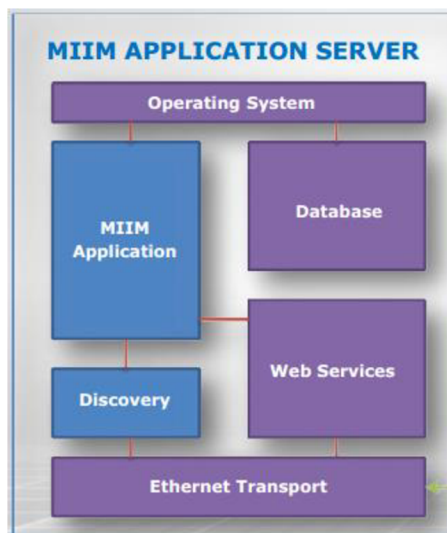 MIIM APPLICATION SERVER
Operating System
MIIM
Application
Database
Web Services
Discovery
Ethernet Transport